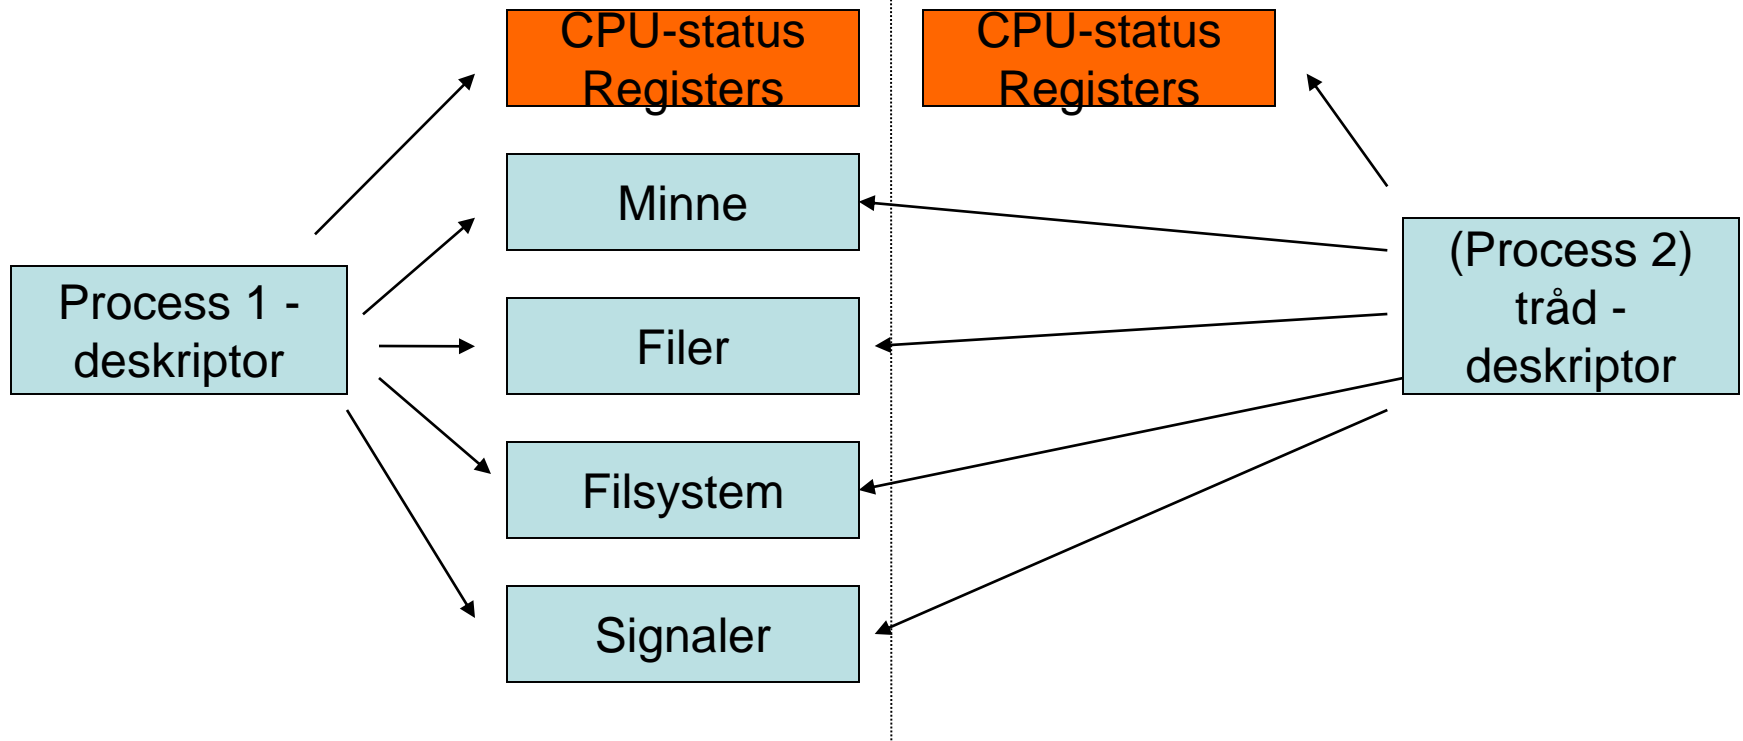 CPU-status
Registers
CPU-status
Registers
Minne
Process 1 -
deskriptor
Filer
(Process 2)
tråd -
deskriptor
Filsystem
Signaler